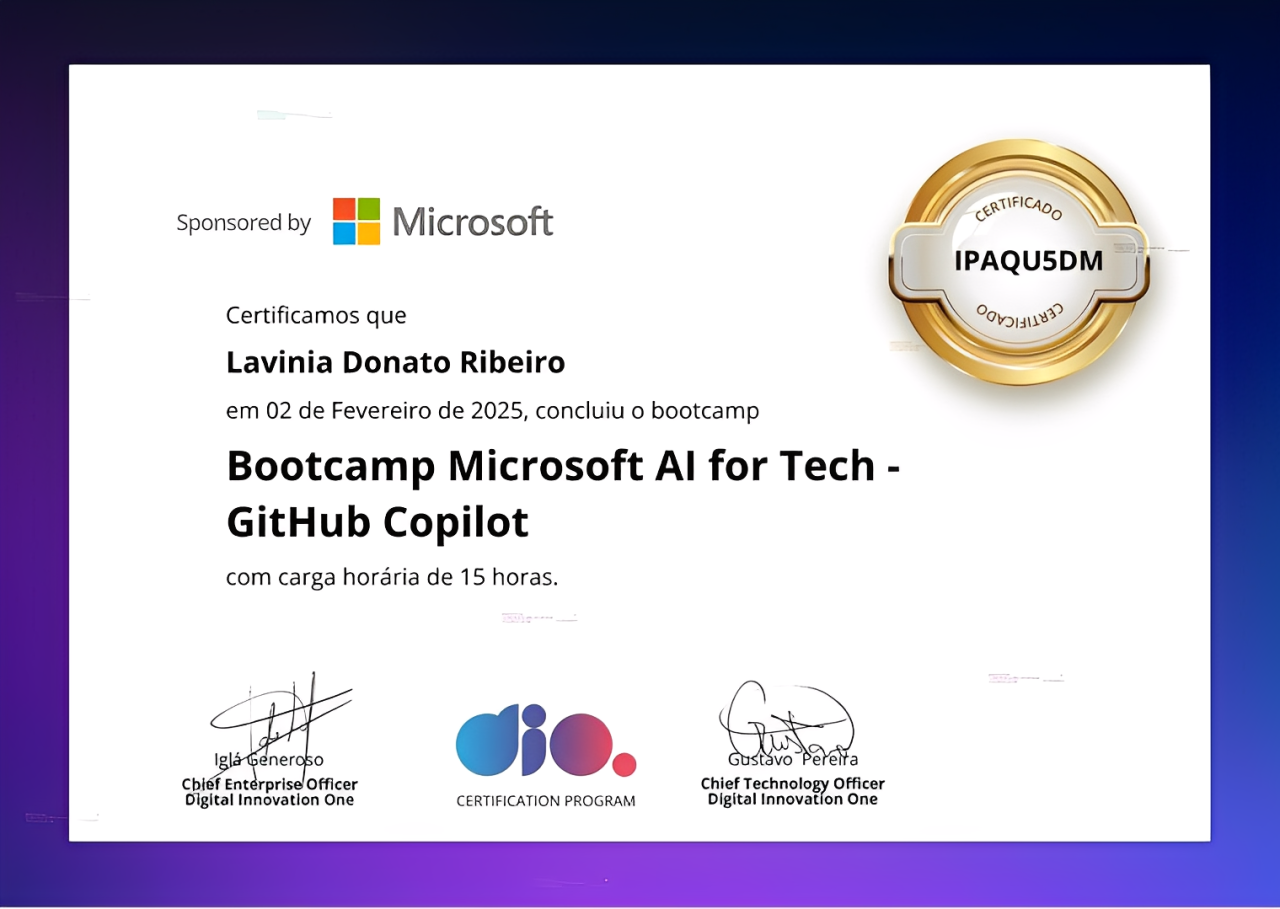 Sponsored by Microsoft
CERTIFICADO
IPAQU5DM
CERTIFICADO
Certificamos que
Lavinia Donato Ribeiro
em 02 de Fevereiro de 2025, concluiu o bootcamp
Bootcamp Microsoft AI for Tech -
GitHub Copilot
com carga horária de 15 horas.
Iglá Generoso
Chief Enterprise Officer
Digital Innovation One
dio.
CERTIFICATION PROGRAM
Gustavo Pereira
Chief Technology Officer
Digital Innovation One